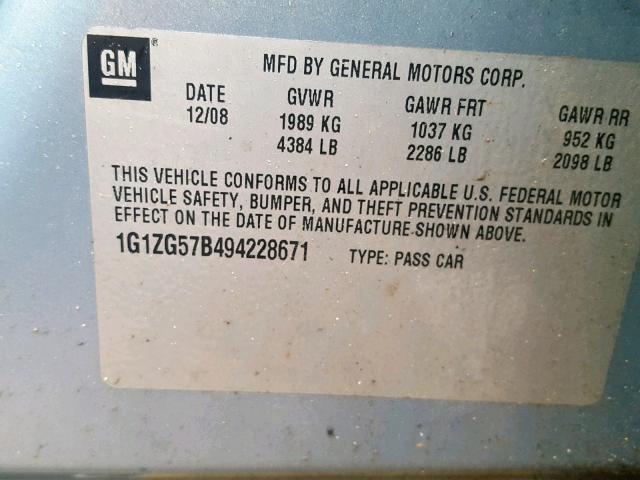 GM
MFD BY GENERAL MOTORS CORP.
DATE GVWR GAWR FRT GAWR RR
12/08 1989 KG 1037 KG 952 KG
4384 LB 2286 LB 2098 LB
THIS VEHICLE CONFORMS TO ALL APPLICABLE U.S. FEDERAL MOTOR
VEHICLE SAFETY, BUMPER, AND THEFT PREVENTION STANDARDS IN
EFFECT ON THE DATE OF MANUFACTURE SHOWN ABOVE.
1G1ZG57B494228671 TYPE: PASS CAR